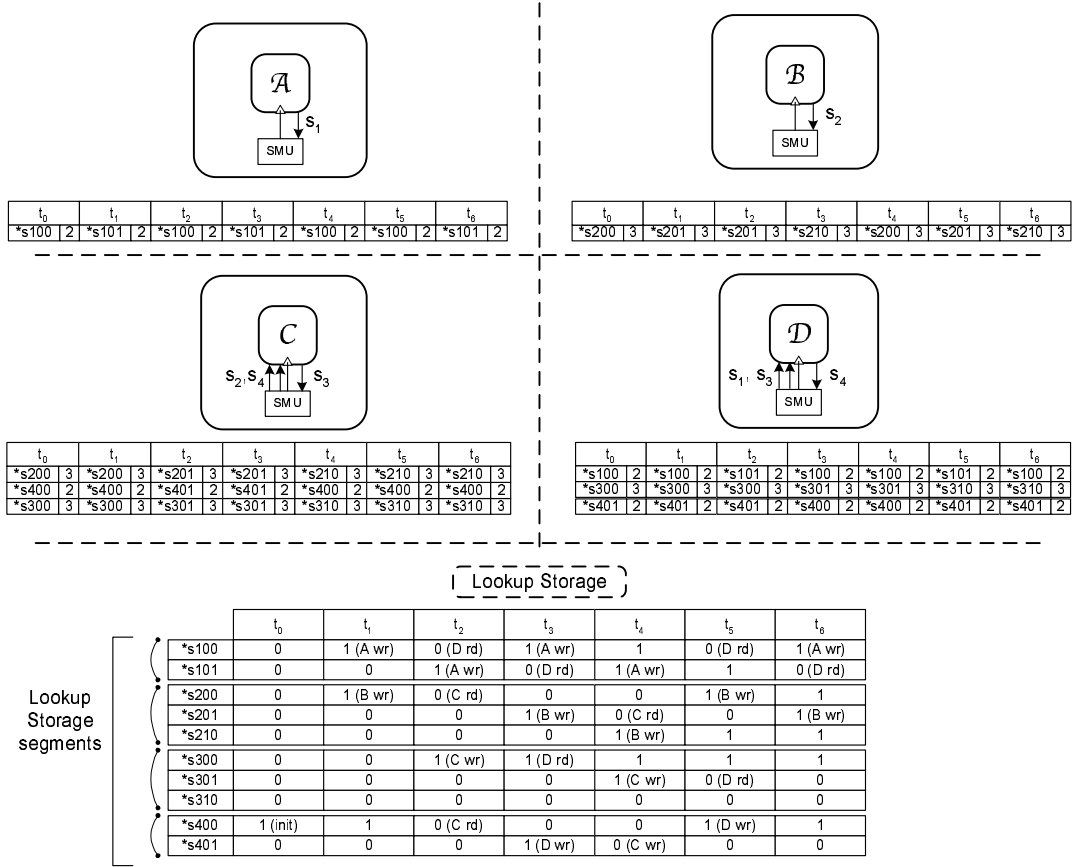 A
S1
SMU
B
S2
SMU
t0 t1 t2 t3 t4 t5 t6
*s100 2 *s101 2 *s100 2 *s101 2 *s100 2 *s100 2 *s101 2
t0 t1 t2 t3 t4 t5 t6
*s200 3 *s201 3 *s201 3 *s210 3 *s200 3 *s201 3 *s210 3
C
S2,S4
S3
SMU
D
S1, S3
S4
SMU
t0 t1 t2 t3 t4 t5 t6
*s200 3 *s200 3 *s201 3 *s201 3 *s210 3 *s210 3 *s210 3
*s400 2 *s400 2 *s401 2 *s401 2 *s400 2 *s400 2 *s400 2
*s300 3 *s300 3 *s301 3 *s301 3 *s310 3 *s310 3 *s310 3
t0 t1 t2 t3 t4 t5 t6
*s100 2 *s100 2 *s101 2 *s100 2 *s100 2 *s101 2 *s100 2
*s300 3 *s300 3 *s300 3 *s301 3 *s301 3 *s310 3 *s310 3
*s401 2 *s401 2 *s401 2 *s400 2 *s400 2 *s401 2 *s401 2
Lookup Storage
t0 t1 t2 t3 t4 t5 t6
*s100 0 1 (A wr) 0 (D rd) 1 (A wr) 1 0 (D rd) 1 (A wr)
*s101 0 0 1 (A wr) 0 (D rd) 1 (A wr) 1 0 (D rd)
*s200 0 1 (B wr) 0 (C rd) 0 0 1 (B wr) 1
*s201 0 0 0 1 (B wr) 0 (C rd) 0 1 (B wr)
*s210 0 0 0 0 1 (B wr) 1 1
*s300 0 0 1 (C wr) 1 (D rd) 1 1 1
*s301 0 0 0 0 1 (C wr) 0 (D rd) 0
*s310 0 0 0 0 0 0 0
*s400 1 (init) 1 0 (C rd) 0 0 1 (D wr) 1
*s401 0 0 0 1 (D wr) 0 (C wr) 0 0
Lookup
Storage
segments